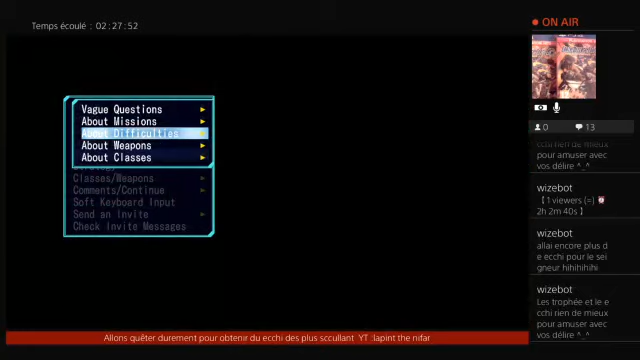 Temps écoulé : 02:27:52
Vague Questions
About Missions
About Difficulties
About Weapons
About Classes
Classes/Weapons
Comments/Continue
Soft Keyboard Input
Send an Invite
Check Invite Messages
ON AIR
0
13
ecchi rien de mieux
pour amuser avec
vos délire ^_^
wizebot
【 1 viewers (=) ⏰
2h 2m 40s 】
wizebot
allai encore plus d
e ecchi pour le sei
gneur hihihihihi
wizebot
Les trophée et le e
cchi rien de mieux
pour amuser avec
vos délire ^_^
Allons quêter durement pour obtenir du ecchi des plus sccullant YT :lapint the nifar